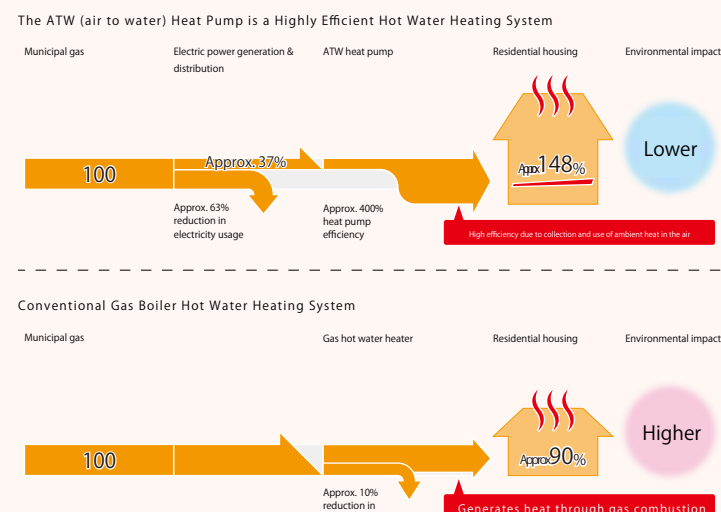 The ATW (air to water) Heat Pump is a Highly Efficient Hot Water Heating System
Municipal gas
Electric power generation &
distribution
ATW heat pump
Residential housing
Environmental impact
100
Approx. 37%
Approx. 148%
Lower
Approx. 63%
reduction in
electricity usage
Approx. 400%
heat pump
efficiency
High efficiency due to collection and use of ambient heat in the air
Conventional Gas Boiler Hot Water Heating System
Municipal gas
Gas hot water heater
Residential housing
Environmental impact
100
Approx. 90%
Higher
Approx. 10%
reduction in
Generates heat through gas combustion